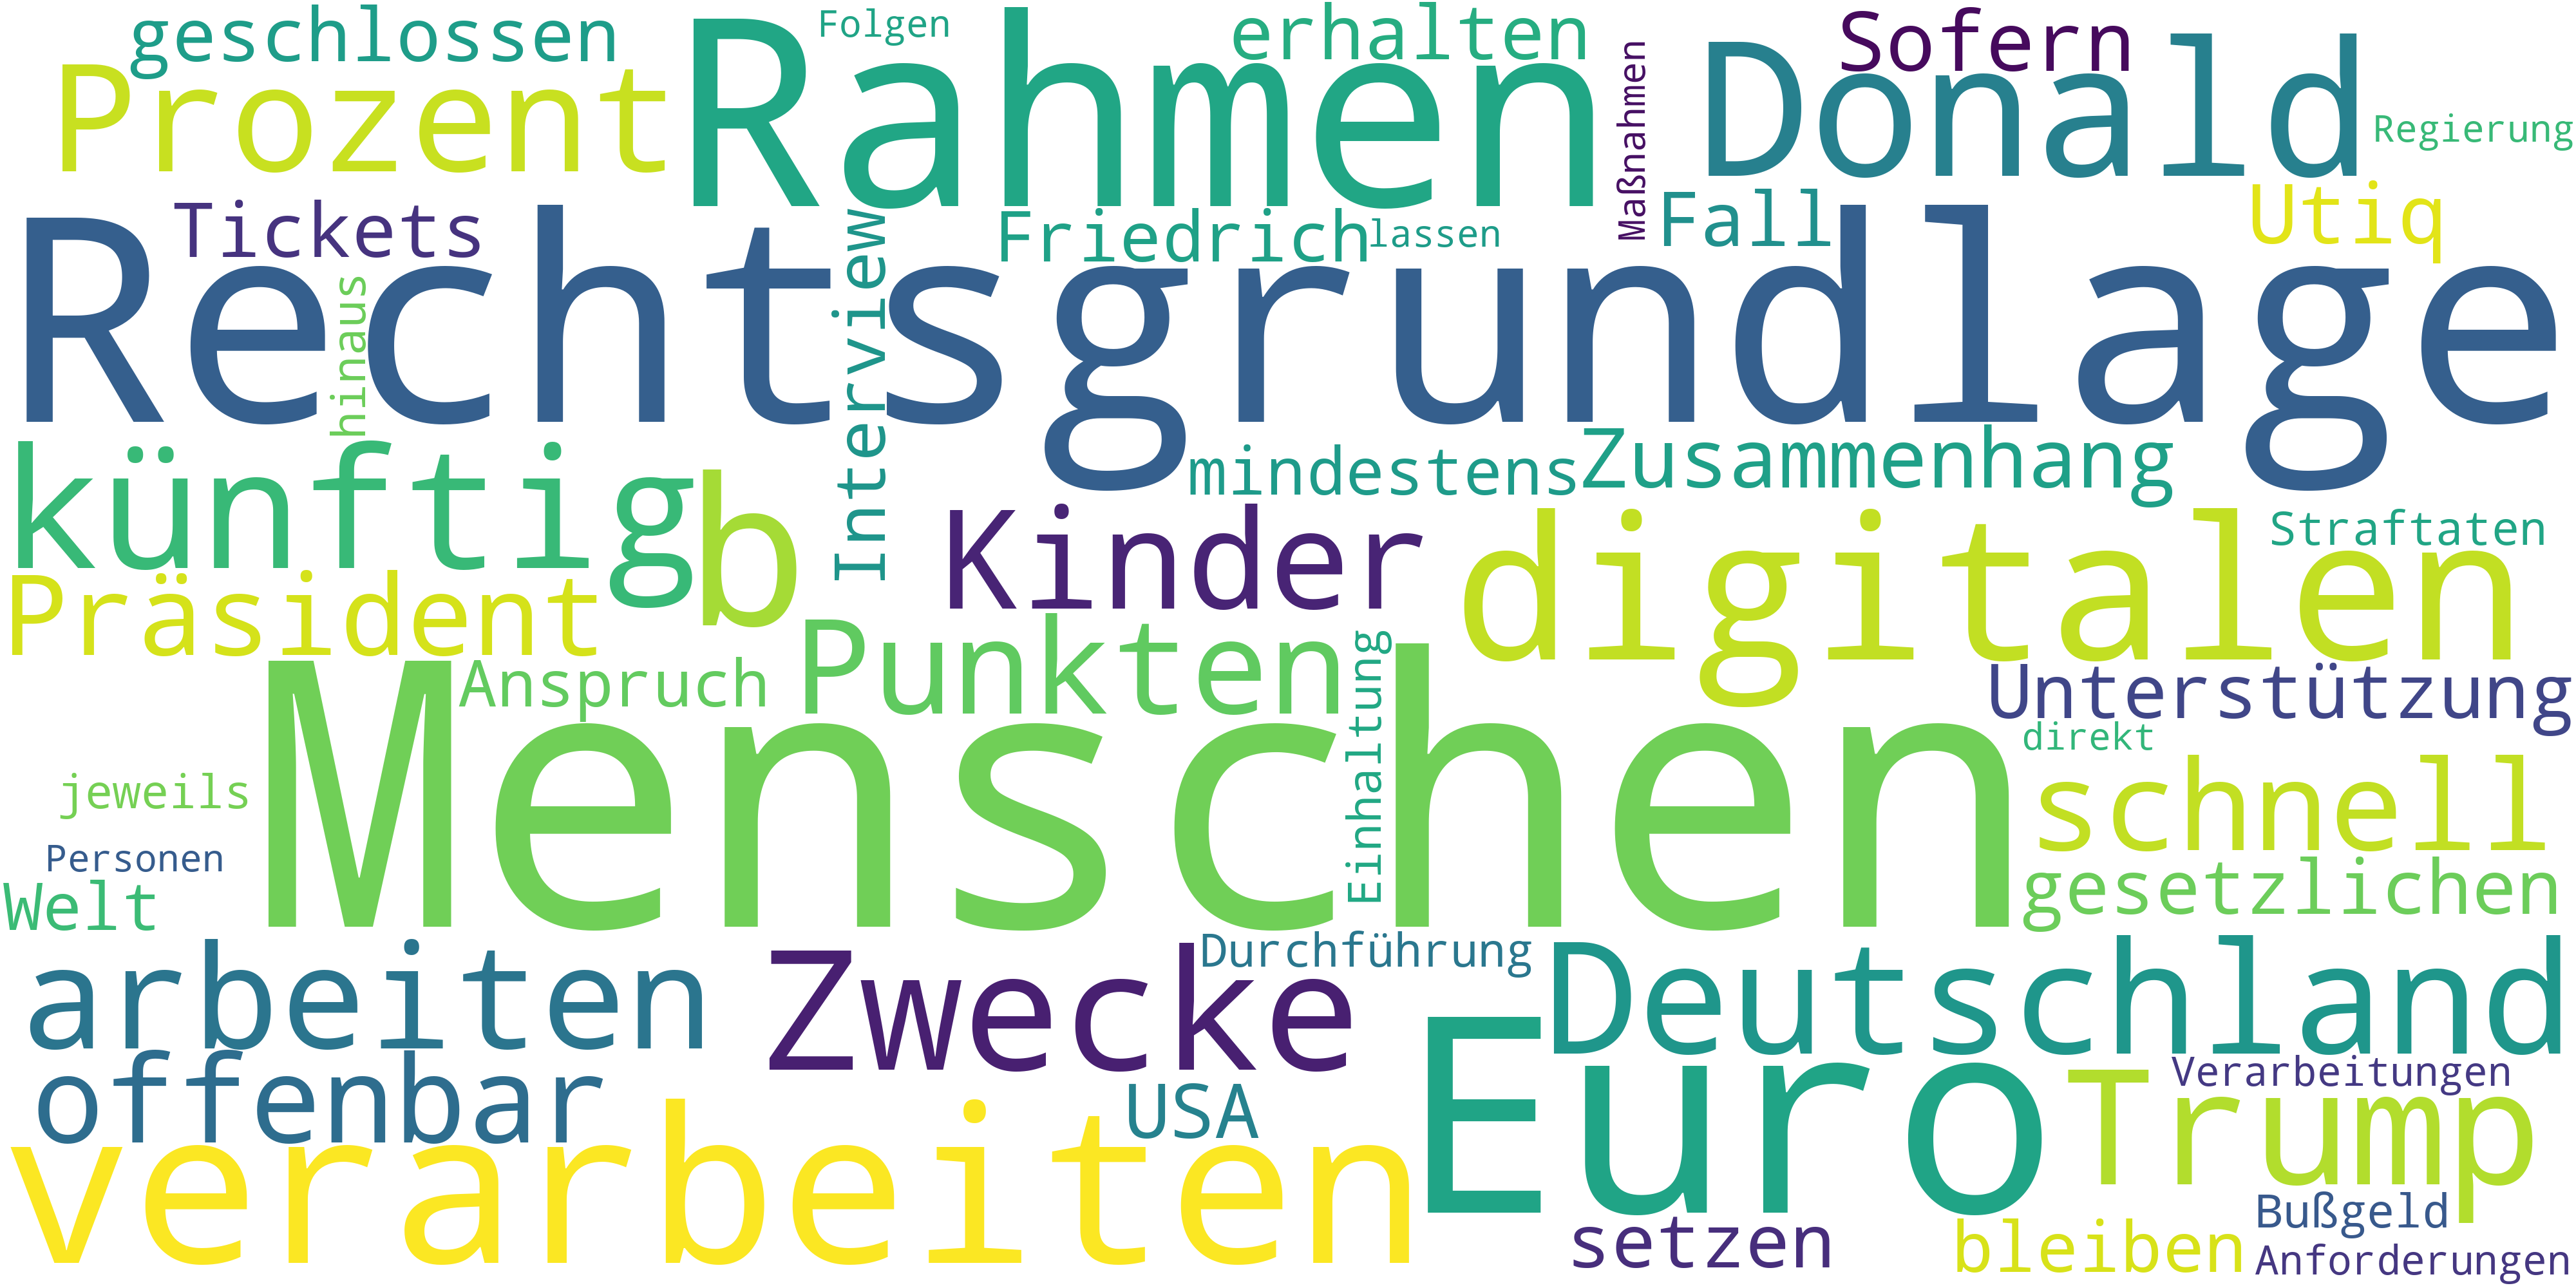 geschlossen
Folgen
erhalten
Sofern
Prozent
Rahmen
Maßnahmen
Donald
Regierung
Tickets
Friedrich
lassen
Fall
Utiq
Rechtsgrundlage
hinaus
Interview
künftig
b
mindestens
Zusammenhang
Kinder
digitalen
Straftaten
Präsident
Anspruch
Punkten
Einhaltung
Unterstützung
Menschen
direkt
jeweils
schnell
Personen
Welt
gesetzlichen
arbeiten
Zwecke
Durchführung
Deutschland
offenbar
USA
Euro
Trump
Verarbeitungen
verarbeiten
setzen
bleiben
Bußgeld
Anforderungen